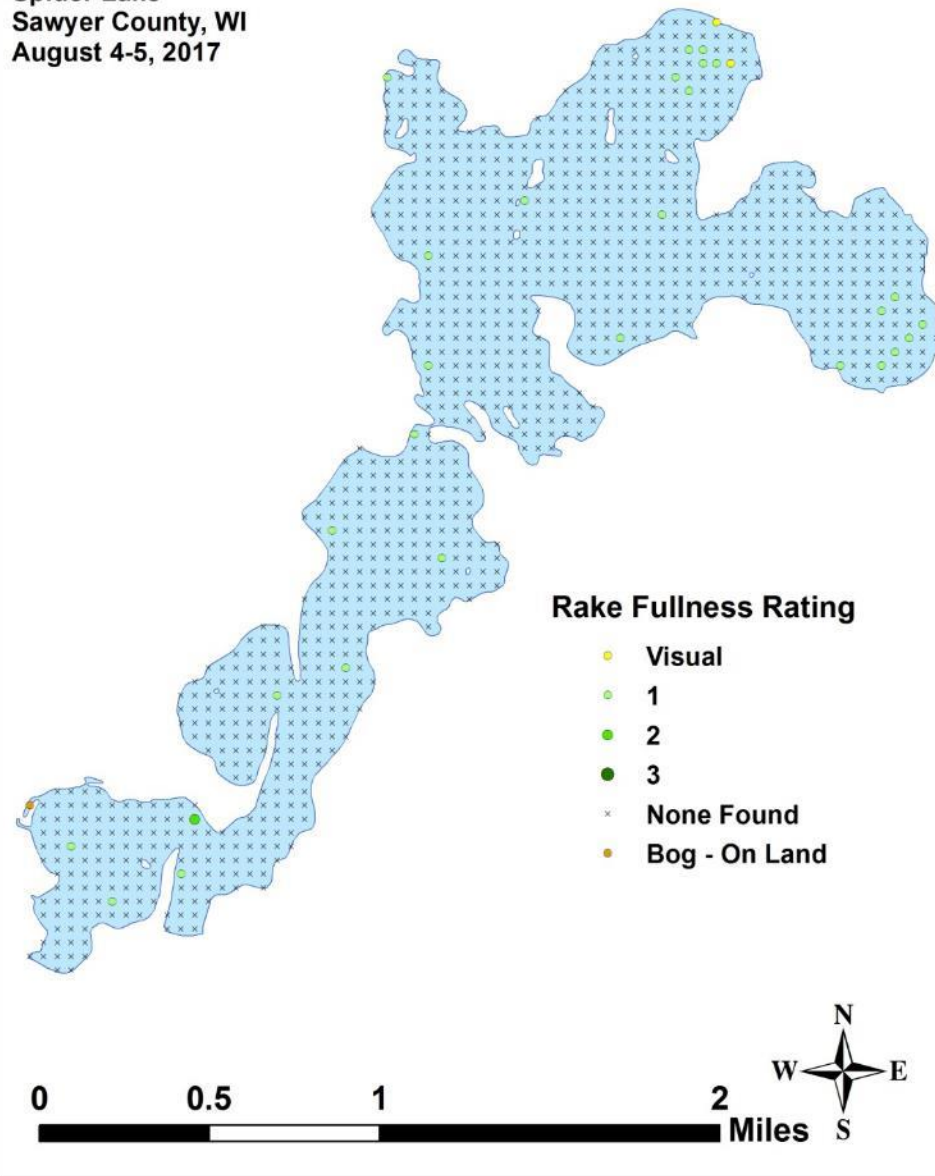 Sawyer County, WI
August 4-5, 2017
Rake Fullness Rating
Visual
1
2
3
None Found
Bog - On Land
N
W E
S
0 0.5 1 2
Miles